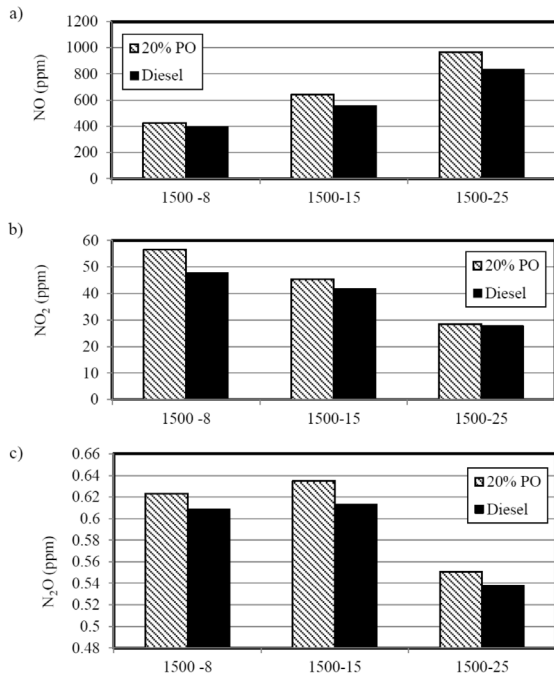 a)
1200
1000
800
600
400
200
0
NO (ppm)
20% PO
Diesel
1500 -8
1500-15
1500-25
b)
60
50
40
30
20
10
0
NO₂ (ppm)
20% PO
Diesel
1500 -8
1500-15
1500-25
c)
0.66
0.64
0.62
0.6
0.58
0.56
0.54
0.52
0.5
0.48
N₂O (ppm)
20% PO
Diesel
1500 -8
1500-15
1500-25